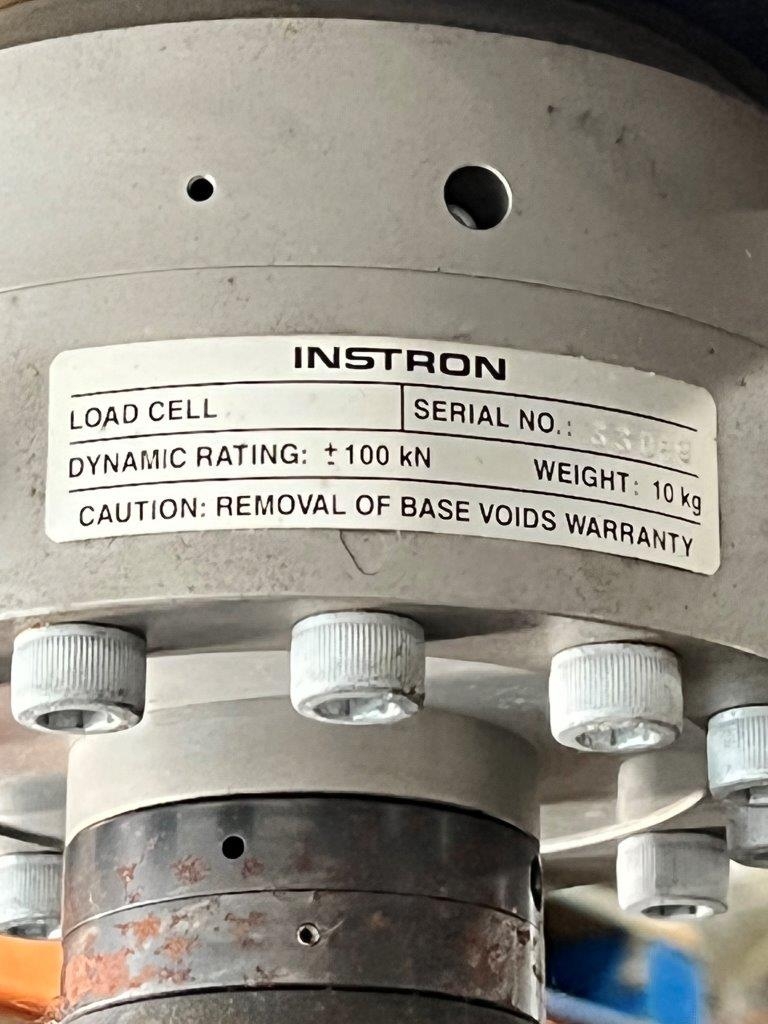 INSTRON
LOAD CELL
SERIAL NO.:
DYNAMIC RATING: ±100 kN
WEIGHT: 10 kg
CAUTION: REMOVAL OF BASE VOIDS WARRANTY